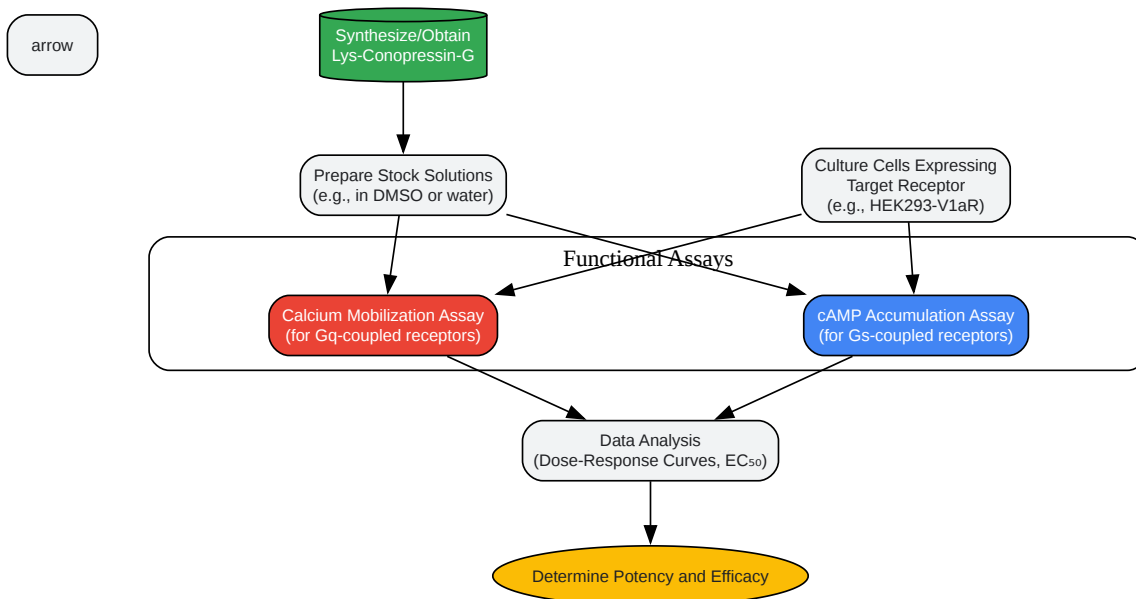 arrow
Synthesize/Obtain
Lys-Conopressin-G
Prepare Stock Solutions
(e.g., in DMSO or water)
Culture Cells Expressing
Target Receptor
(e.g., HEK293-V1aR)
Functional Assays
Calcium Mobilization Assay
(for Gq-coupled receptors)
cAMP Accumulation Assay
(for Gs-coupled receptors)
Data Analysis
(Dose-Response Curves, EC₅₀)
Determine Potency and Efficacy